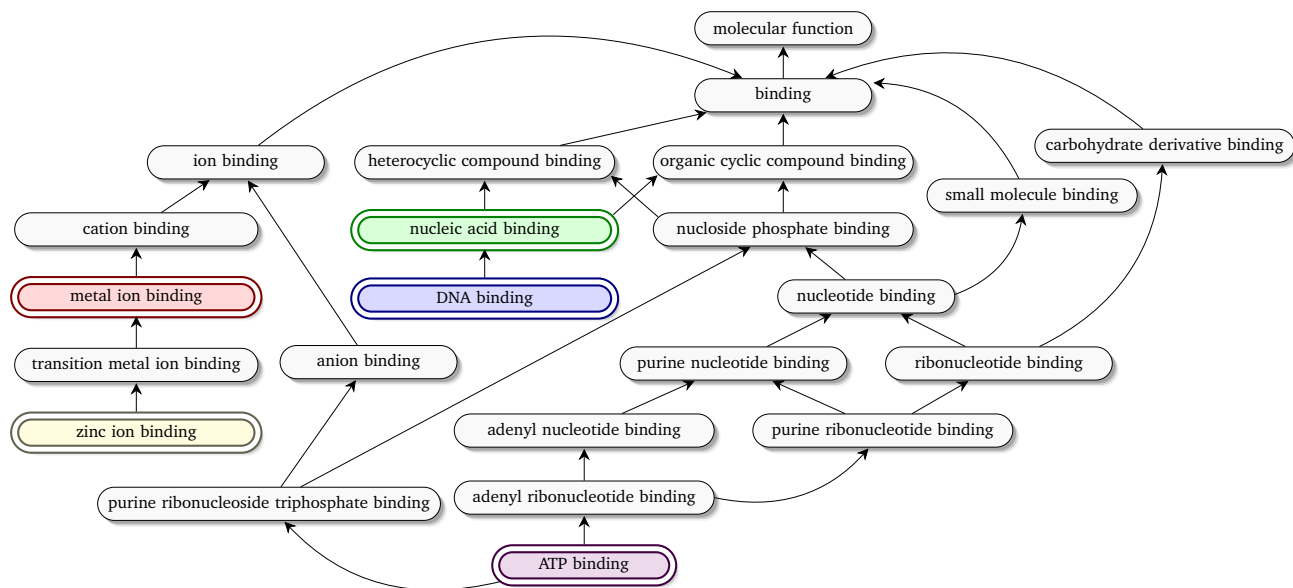 molecular function
binding
ion binding
heterocyclic compound binding
organic cyclic compound binding
carbohydrate derivative binding
small molecule binding
cation binding
nucleic acid binding
nucloside phosphate binding
metal ion binding
DNA binding
nucleotide binding
transition metal ion binding
anion binding
purine nucleotide binding
ribonucleotide binding
zinc ion binding
adenyl nucleotide binding
purine ribonucleotide binding
purine ribonucleoside triphosphate binding
adenyl ribonucleotide binding
ATP binding